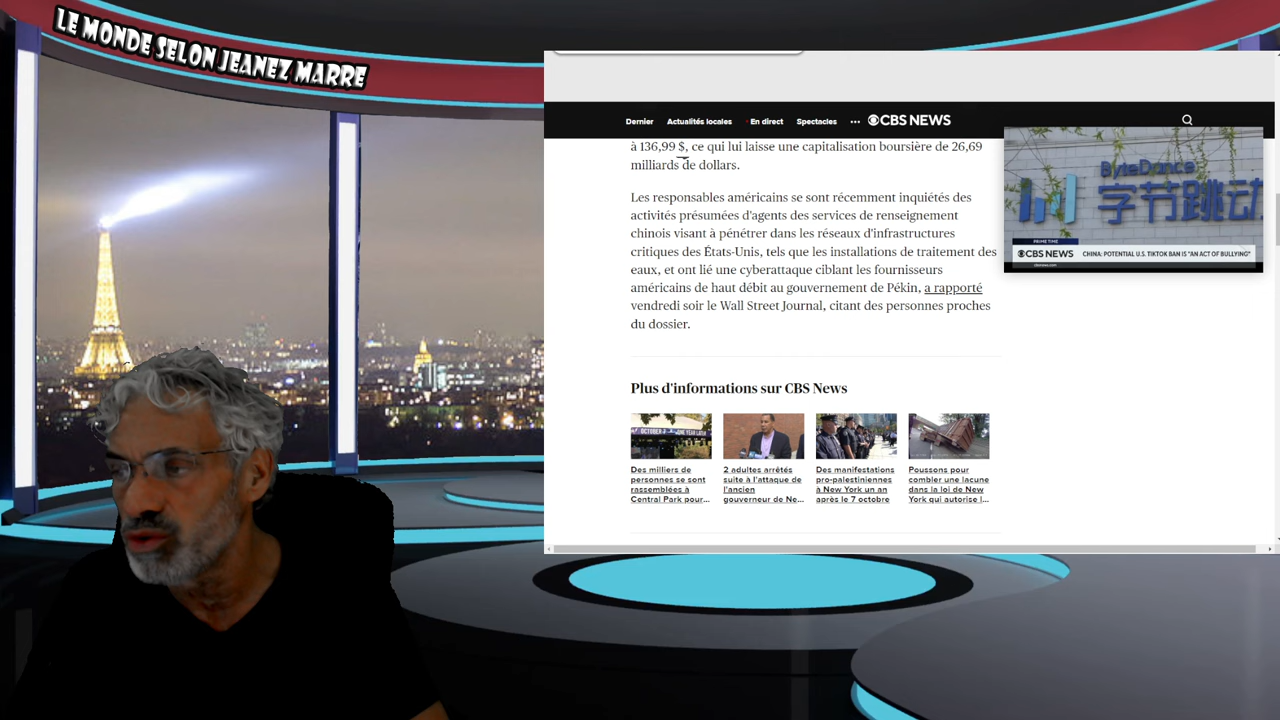 LE MONDE SELON JEANEZ MARRE
Dernier Actualités locales En direct Spectacles ••• CBS NEWS
à 136,99 $, ce qui lui laisse une capitalisation boursière de 26,69
milliards de dollars.
Les responsables américains se sont récemment inquiétés des
activités présumées d'agents des services de renseignement
chinois visant à pénétrer dans les réseaux d'infrastructures
critiques des États-Unis, tels que les installations de traitement des
eaux, et ont lié une cyberattaque ciblant les fournisseurs
américains de haut débit au gouvernement de Pékin, a rapporté
vendredi soir le Wall Street Journal, citant des personnes proches
du dossier.
ByteDance
字节跳动
PRIME TIME
CBS NEWS CHINA: POTENTIAL U.S. TIKTOK BAN IS "AN ACT OF BULLYING"
Plus d'informations sur CBS News
Des milliers de
personnes se sont
rassemblées à
Central Park pour...
2 adultes arrêtés
suite à l'attaque de
l'ancien
gouverneur de Ne...
Des manifestations
pro-palestiniennes
à New York un an
après le 7 octobre
Poussons pour
combler une lacune
dans la loi de New
York qui autorise l...